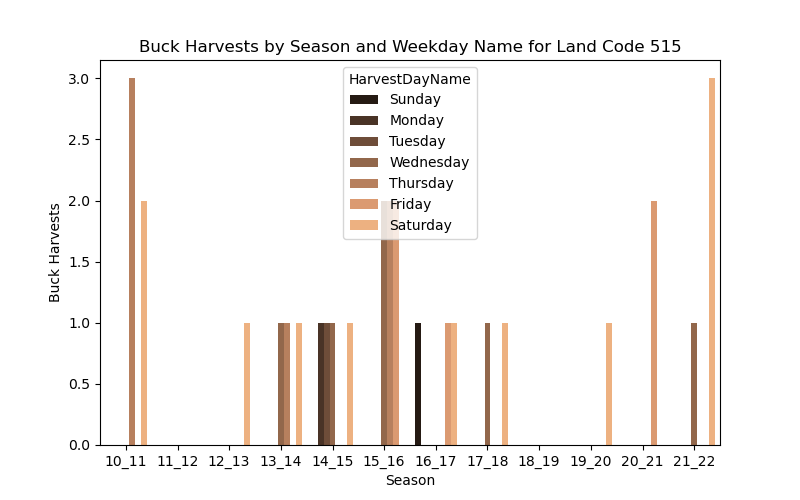 Buck Harvests by Season and Weekday Name for Land Code 515
HarvestDayName
Sunday
Monday
Tuesday
Wednesday
Thursday
Friday
Saturday
Buck Harvests
3.0
2.5
2.0
1.5
1.0
0.5
0.0
10_11 11_12 12_13 13_14 14_15 15_16 16_17 17_18 18_19 19_20 20_21 21_22
Season